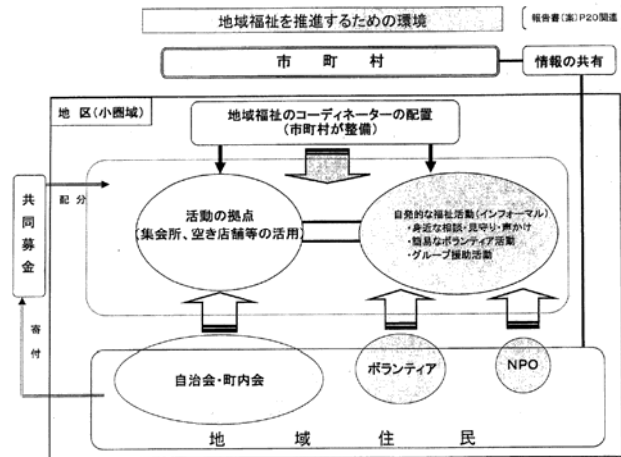 地域福祉を推進するための環境
報告書(案)P20関連
市町村
情報の共有
地区(小圏域)
地域福祉のコーディネーターの配置
(市町村が整備)
配分
共同募金
寄付
活動の拠点
(集会所、空き店舗等の活用)
自発的な福祉活動(インフォーマル)
・身近な相談・見守り・声かけ
・簡易なボランティア活動
・グループ援助活動
自治会・町内会
ボランティア
NPO
地域住民